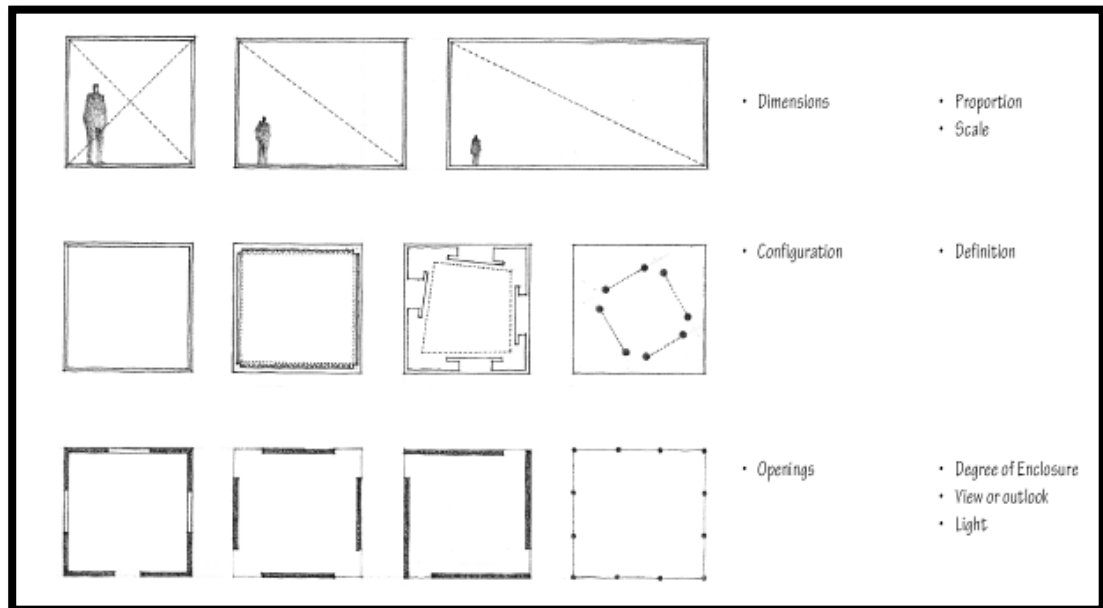 • Dimensions
• Proportion
• Scale
• Configuration
• Definition
• Openings
• Degree of Enclosure
• View or outlook
• Light